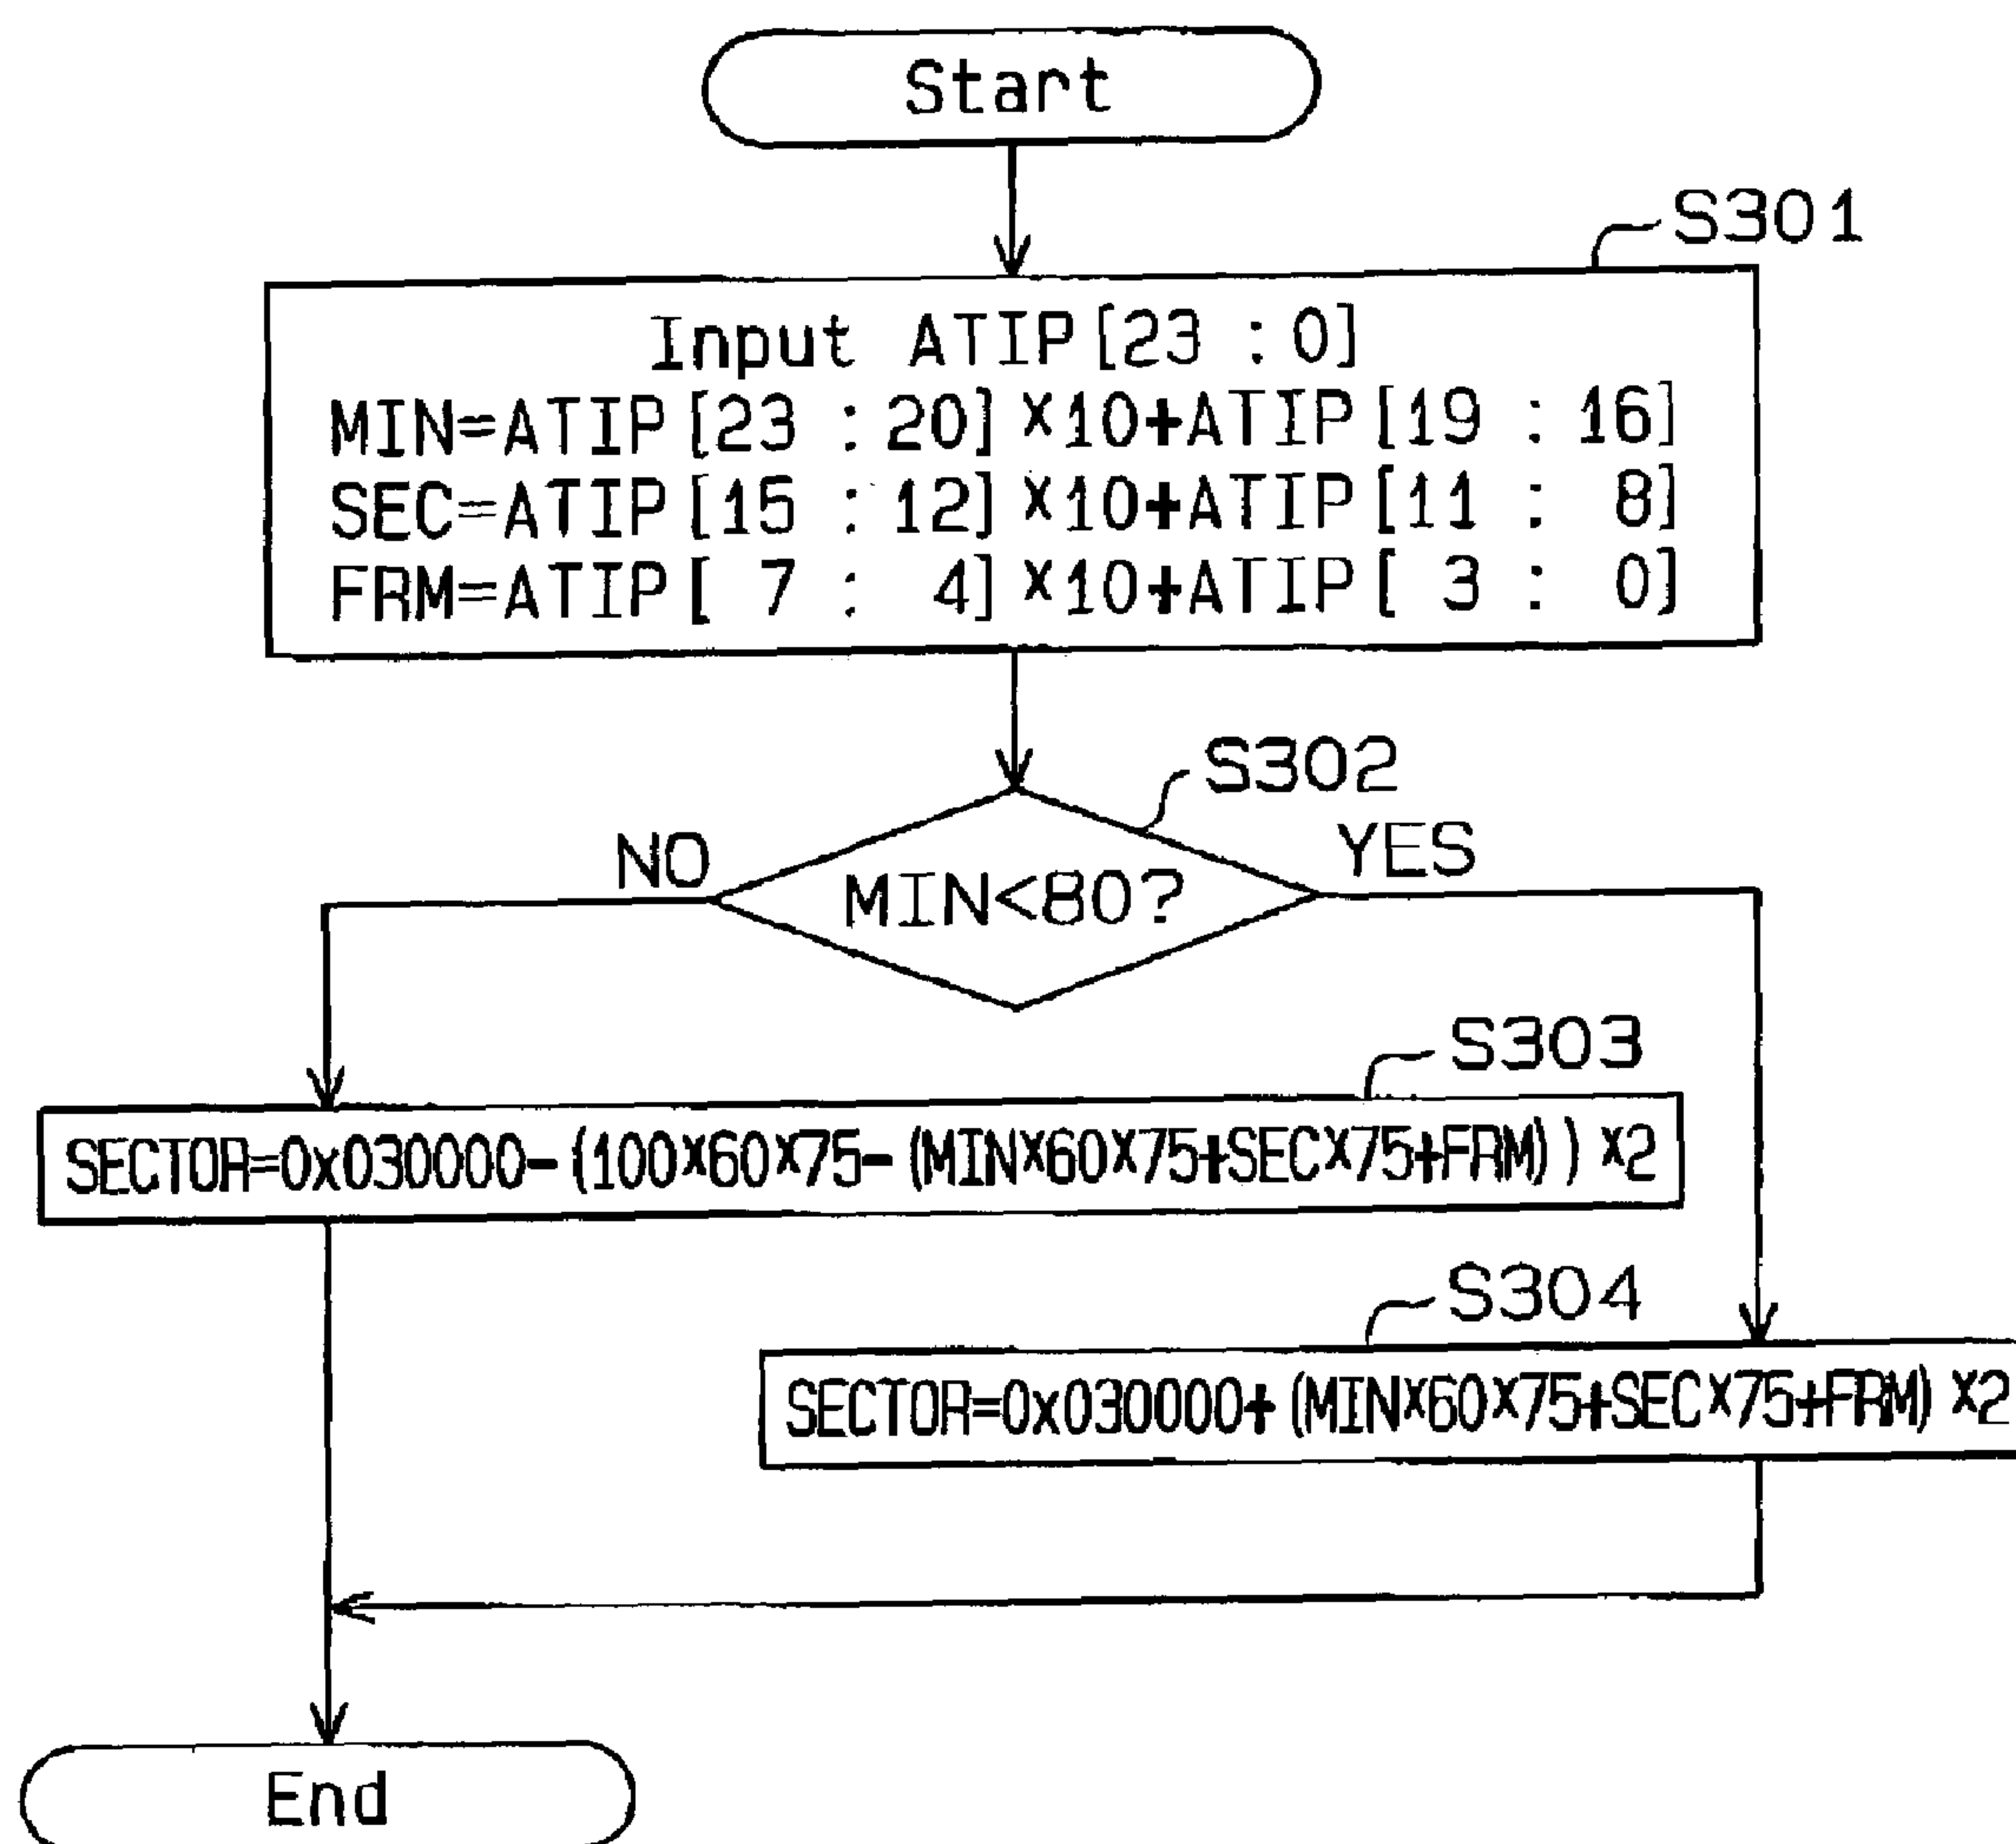 Start
S301
Input ATIP[23 :0]
MIN=ATIP[23 :20]×10+ATIP[19 :16]
SEC=ATIP[15 :12]×10+ATIP[11 : 8]
FRM=ATIP[ 7 : 4]×10+ATIP[ 3 : 0]
S302
NO
MIN<80?
YES
S303
SECTOR=0x030000-(100×60×75-(MIN×60×75+SEC×75+FRM))×2
S304
SECTOR=0x030000+(MIN×60×75+SEC×75+FRM)×2
End